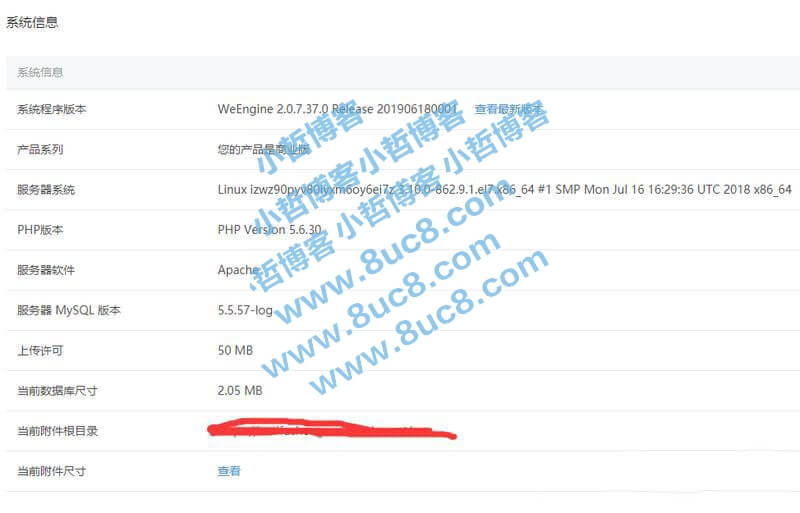 系统信息
系统信息
系统程序版本 WeEngine 2.0.7.37.0 Release 201906180001 查看最新版本
产品系列 您的产品是商业版
服务器系统 Linux izwz90pyv80iyxm6oy6ei7z 3.10.0-862.9.1.el7.x86_64 #1 SMP Mon Jul 16 16:29:36 UTC 2018 x86_64
PHP版本 PHP Version 5.6.30
服务器软件 Apache
服务器 MySQL 版本 5.5.57-log
上传许可 50 MB
当前数据库尺寸 2.05 MB
当前附件根目录
当前附件尺寸 查看
小哲博客小哲博客小哲博客
小哲博客小哲博客小哲博客
哲博客 www.8uc8.com
www.8uc8.com
www.8uc8.com